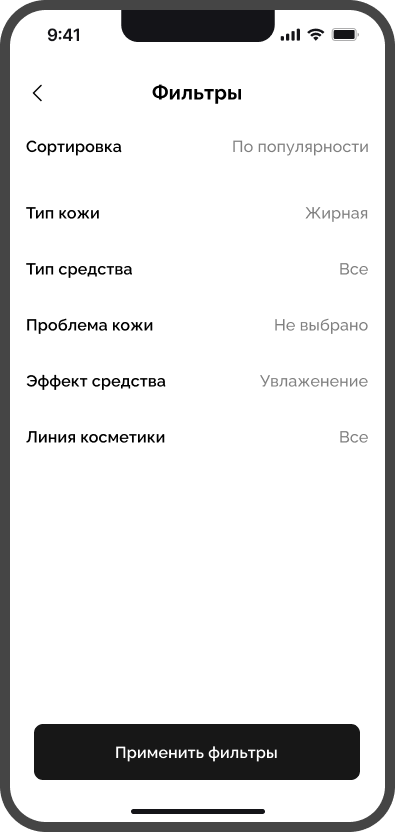 9:41
Фильтры
Сортировка По популярности
Тип кожи Жирная
Тип средства Все
Проблема кожи Не выбрано
Эффект средства Увлаженение
Линия косметики Все
Применить фильтры